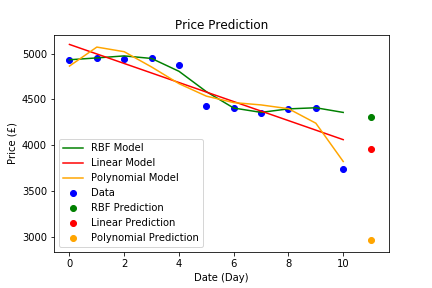 Price Prediction
Price (£)
5000
4500
4000
3500
3000
RBF Model
Linear Model
Polynomial Model
Data
RBF Prediction
Linear Prediction
Polynomial Prediction
0 2 4 6 8 10
Date (Day)